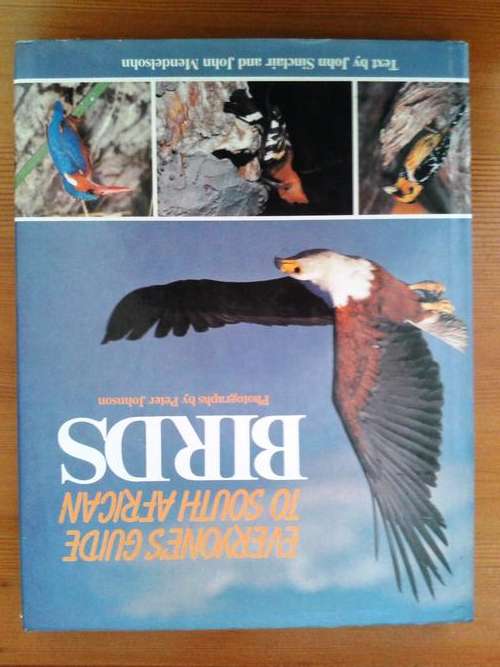 EVERYONE'S GUIDE
TO SOUTH AFRICAN
BIRDS
Photographs by Peter Johnson
Text by John Sinclair and John Mendelsohn